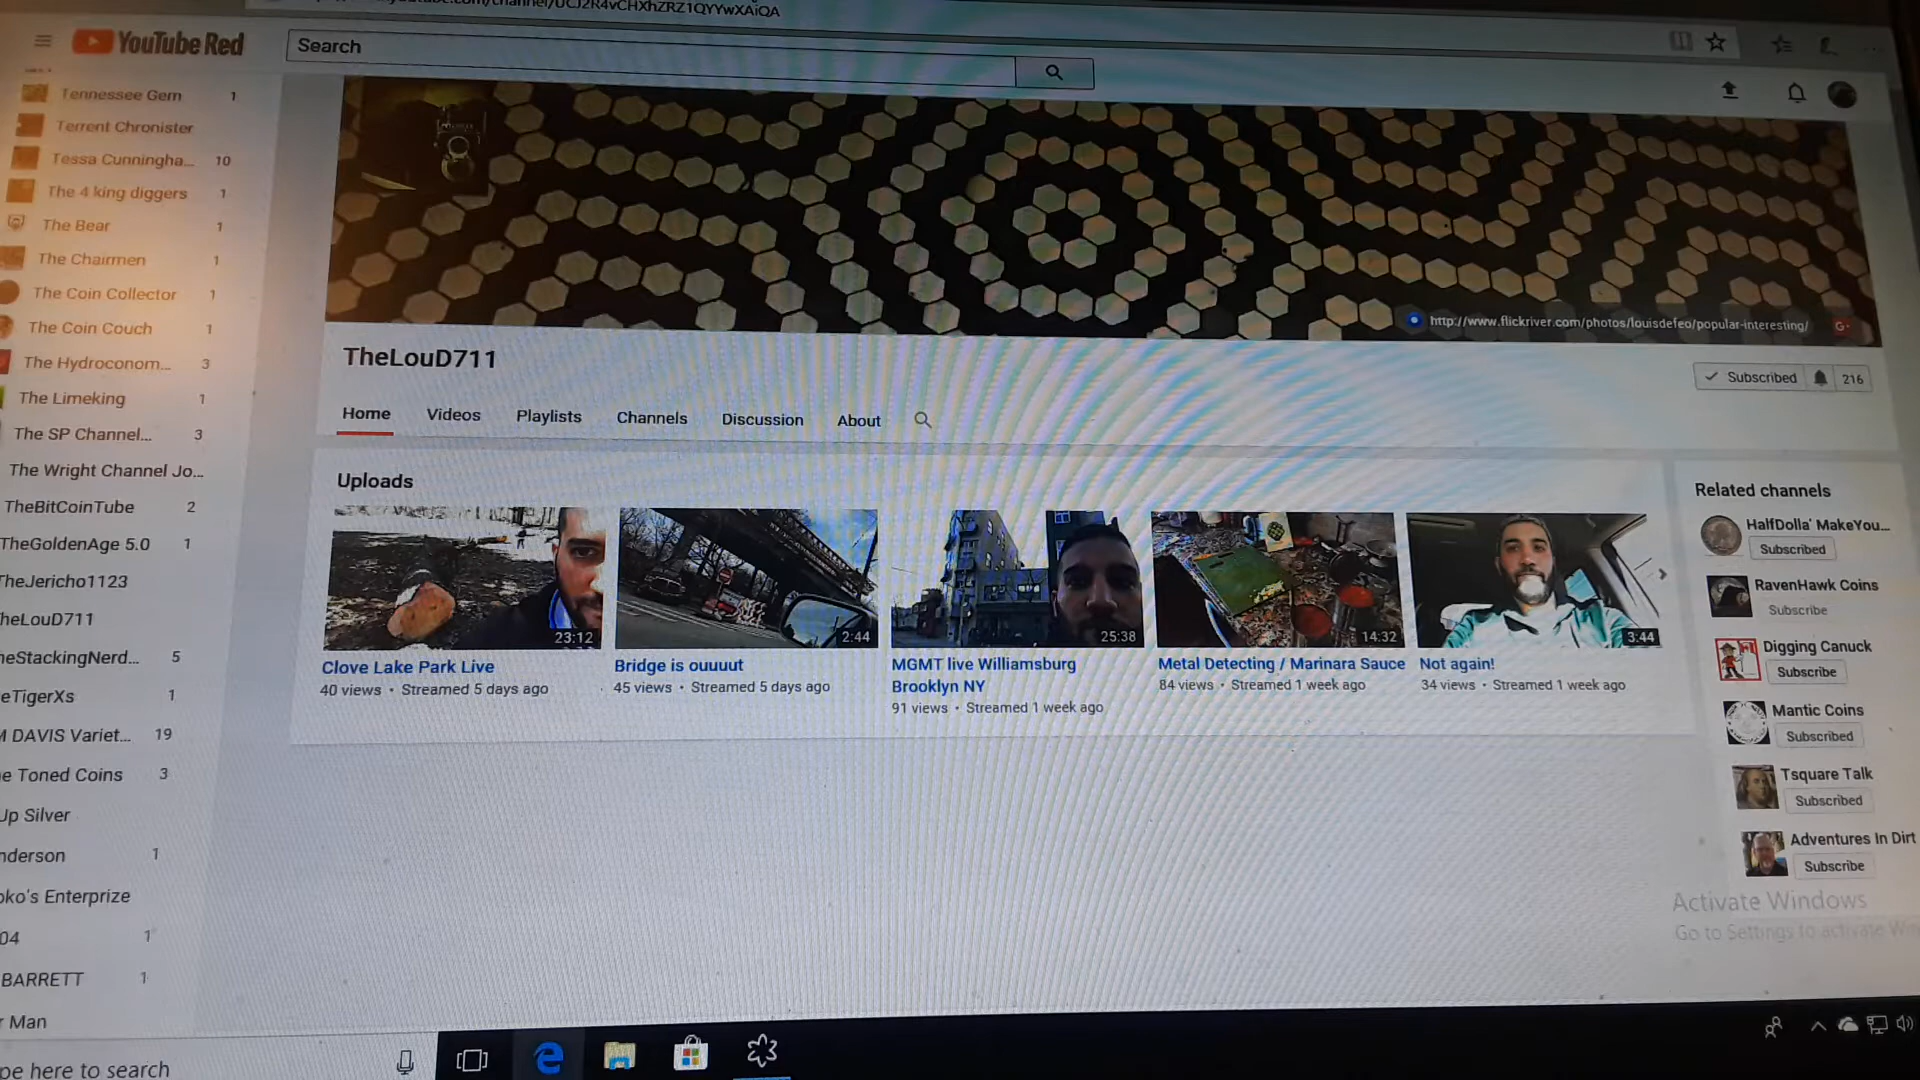 YouTube Red
Search
Tennessee Gem 1
Terrent Chronister
Tessa Cunningha... 10
The 4 king diggers 1
The Bear 1
The Chairmen 1
The Coin Collector 1
The Coin Couch 1
The Hydroconom... 3
The Limeking 1
The SP Channel... 3
The Wright Channel Jo...
TheBitCoinTube 2
TheGoldenAge 5.0 1
TheJericho1123
heLouD711
heStackingNerd... 5
eTigerXs 1
M DAVIS Variet... 19
e Toned Coins 3
Up Silver
nderson 1
oko's Enterprize
04 1
BARRETT 1
r Man
http://www.flickriver.com/photos/louisdefeo/popular-interesting/
G+
TheLouD711
Subscribed 216
Home Videos Playlists Channels Discussion About
Uploads
23:12
Clove Lake Park Live
40 views • Streamed 5 days ago
2:44
Bridge is ouuuut
45 views • Streamed 5 days ago
25:38
MGMT live Williamsburg
Brooklyn NY
91 views • Streamed 1 week ago
14:32
Metal Detecting / Marinara Sauce
84 views • Streamed 1 week ago
3:44
Not again!
34 views • Streamed 1 week ago
Related channels
HalfDolla' MakeYou...
Subscribed
RavenHawk Coins
Subscribe
Digging Canuck
Subscribe
Mantic Coins
Subscribed
Tsquare Talk
Subscribed
Adventures In Dirt
Subscribe
Activate Windows
Go to Settings to activate Wi
pe here to search